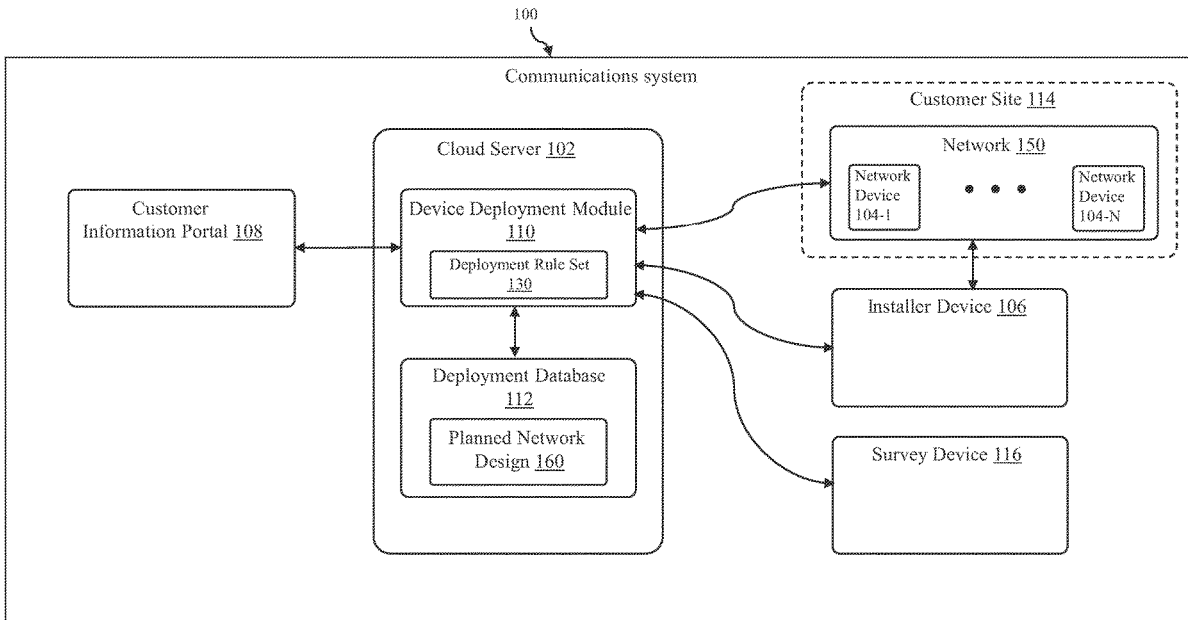 100
Communications system
Customer
Information Portal 108
Cloud Server 102
Device Deployment Module
110
Deployment Rule Set
130
Deployment Database
112
Planned Network
Design 160
Customer Site 114
Network 150
Network
Device
104-1
• • •
Network
Device
104-N
Installer Device 106
Survey Device 116